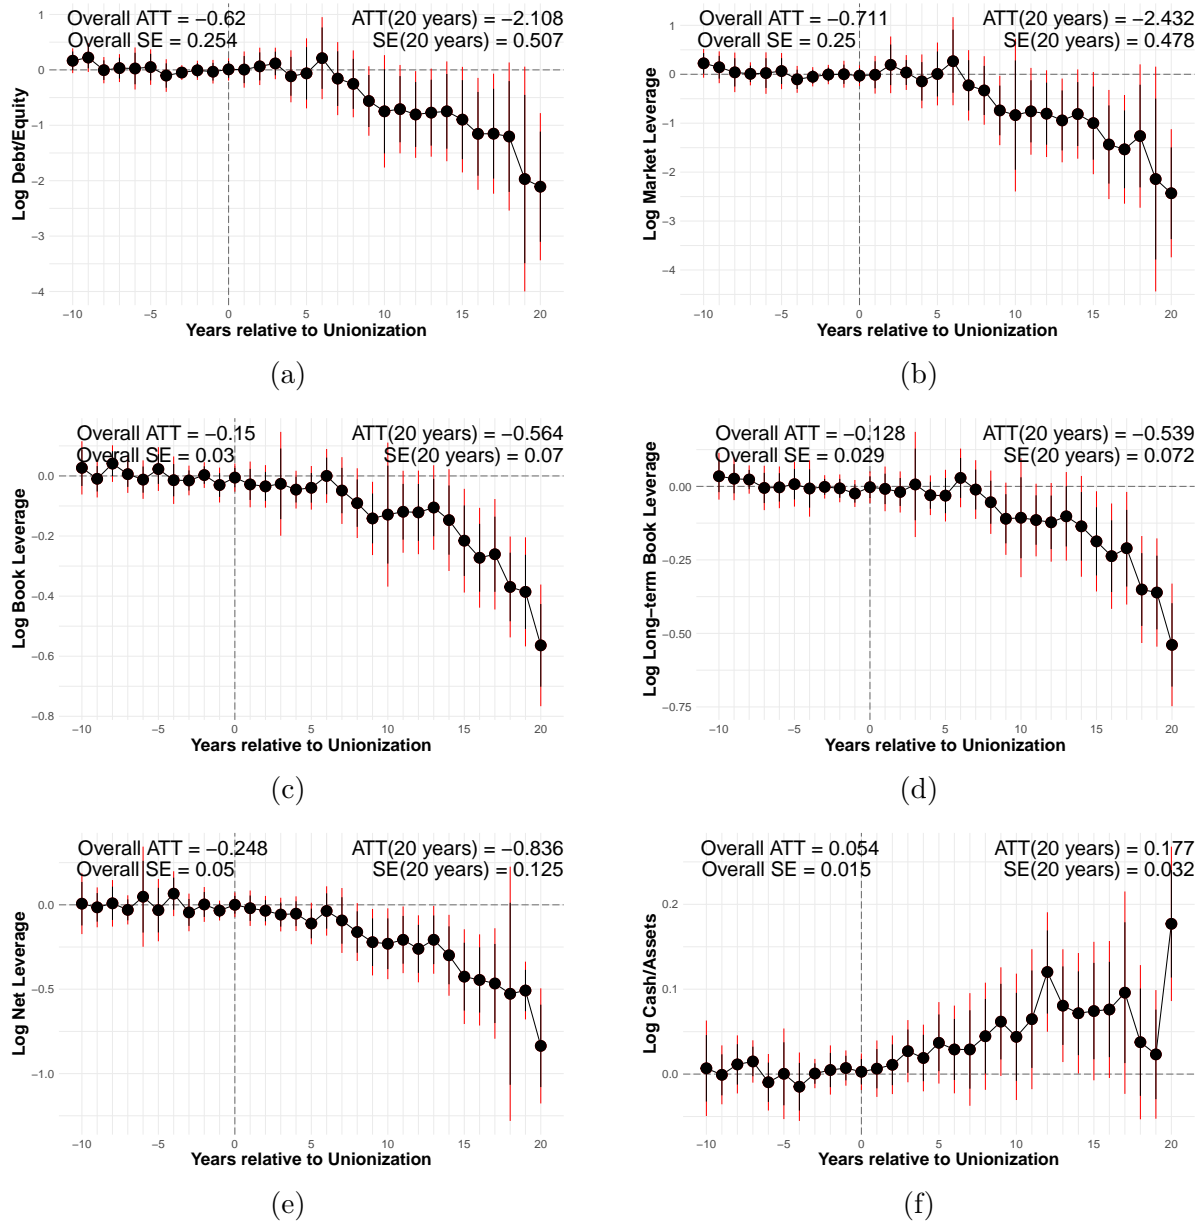 Overall ATT = −0.62
Overall SE = 0.254
ATT(20 years) = −2.108
SE(20 years) = 0.507
Log Debt/Equity
1
0
−1
−2
−3
−4
−10 −5 0 5 10 15 20
Years relative to Unionization
(a)
Overall ATT = −0.711
Overall SE = 0.25
ATT(20 years) = −2.432
SE(20 years) = 0.478
Log Market Leverage
1
0
−1
−2
−3
−4
−10 −5 0 5 10 15 20
Years relative to Unionization
(b)
Overall ATT = −0.15
Overall SE = 0.03
ATT(20 years) = −0.564
SE(20 years) = 0.07
Log Book Leverage
0.0
−0.2
−0.4
−0.6
−0.8
−10 −5 0 5 10 15 20
Years relative to Unionization
(c)
Overall ATT = −0.128
Overall SE = 0.029
ATT(20 years) = −0.539
SE(20 years) = 0.072
Log Long−term Book Leverage
0.00
−0.25
−0.50
−0.75
−10 −5 0 5 10 15 20
Years relative to Unionization
(d)
Overall ATT = −0.248
Overall SE = 0.05
ATT(20 years) = −0.836
SE(20 years) = 0.125
Log Net Leverage
0.0
−0.5
−1.0
−10 −5 0 5 10 15 20
Years relative to Unionization
(e)
Overall ATT = 0.054
Overall SE = 0.015
ATT(20 years) = 0.177
SE(20 years) = 0.032
Log Cash/Assets
0.2
0.1
0.0
−10 −5 0 5 10 15 20
Years relative to Unionization
(f)